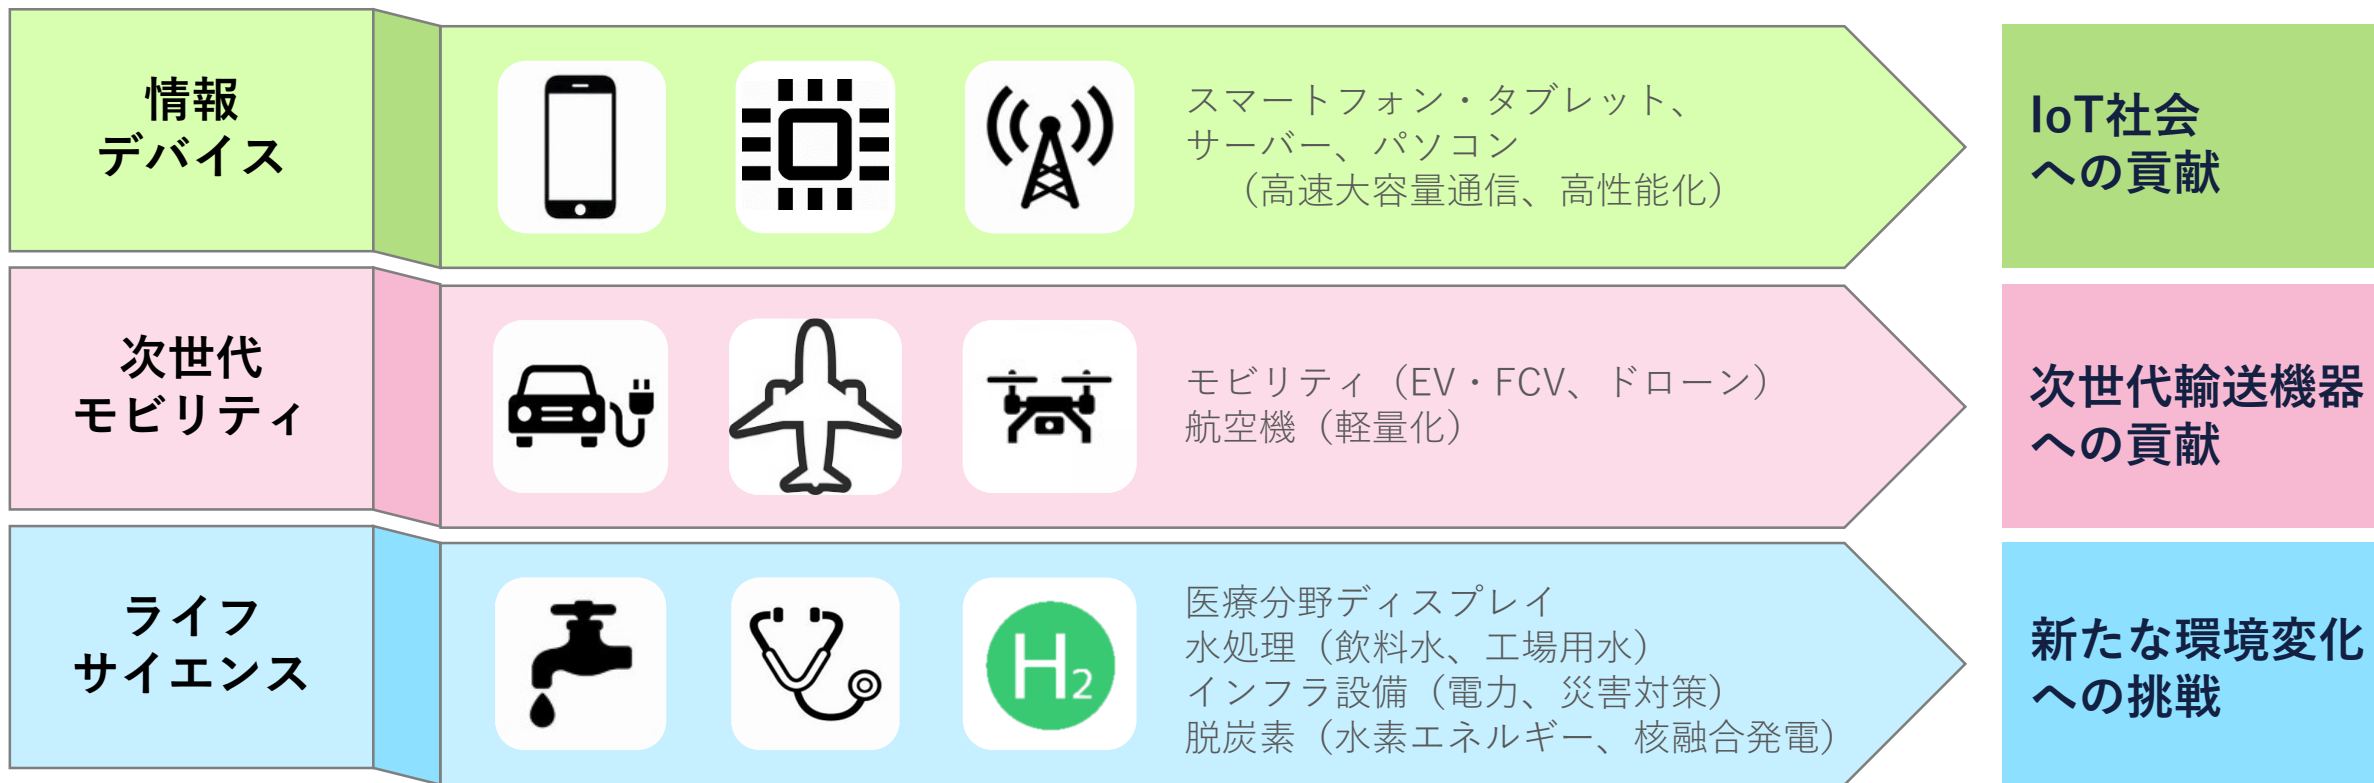 情報
デバイス
スマートフォン・タブレット、
サーバー、パソコン
（高速大容量通信、高性能化）
IoT社会
への貢献
次世代
モビリティ
モビリティ（EV・FCV、ドローン）
航空機（軽量化）
次世代輸送機器
への貢献
ライフ
サイエンス
H2
医療分野ディスプレイ
水処理（飲料水、工場用水）
インフラ設備（電力、災害対策）
脱炭素（水素エネルギー、核融合発電）
新たな環境変化
への挑戦